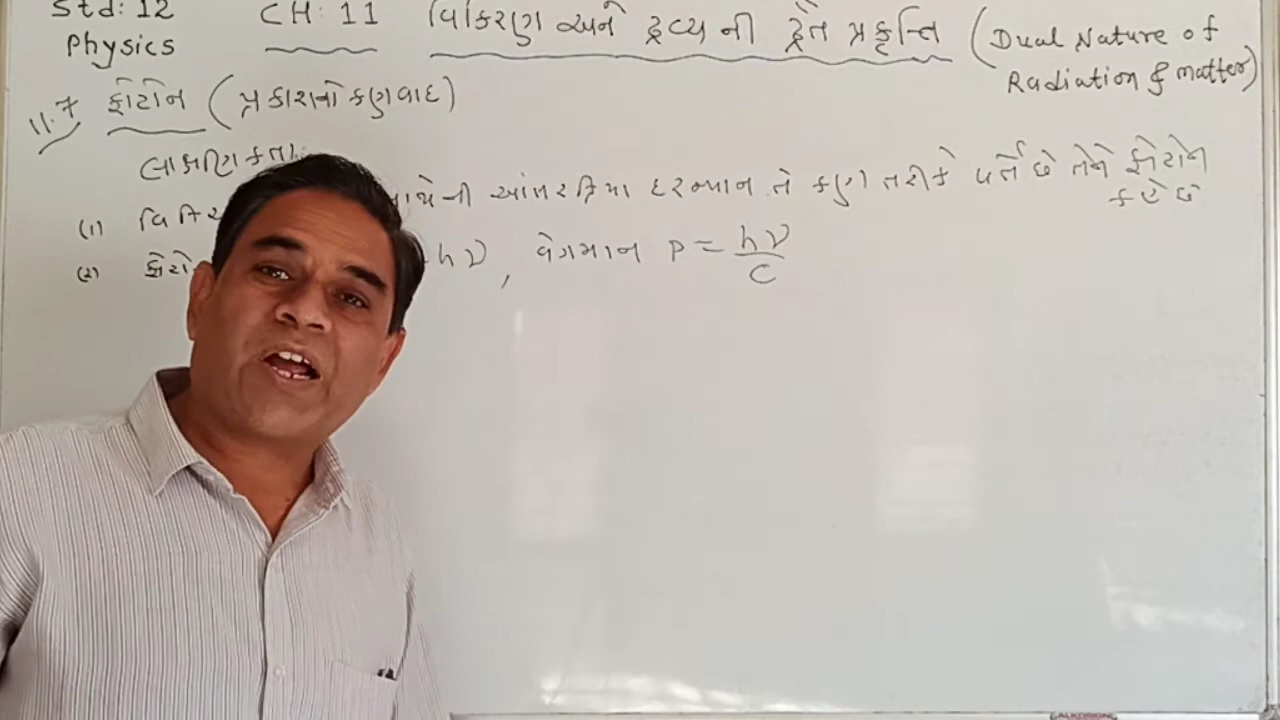 Std: 12 CH: 11 વિકિરણ અને દ્રવ્ય ની દ્વૈત પ્રકૃત્તિ (Dual Nature of
Physics Radiation & matter)
11.7 ફોટોન (પ્રકાશનો કણવાદ)
લાક્ષણિકતા
(1) આંતરક્રિયા દરમ્યાન તે કણો તરીકે વર્તે છે તેને ફોટોન
કહે છે
(2) hν, વેગમાન P = hν
C